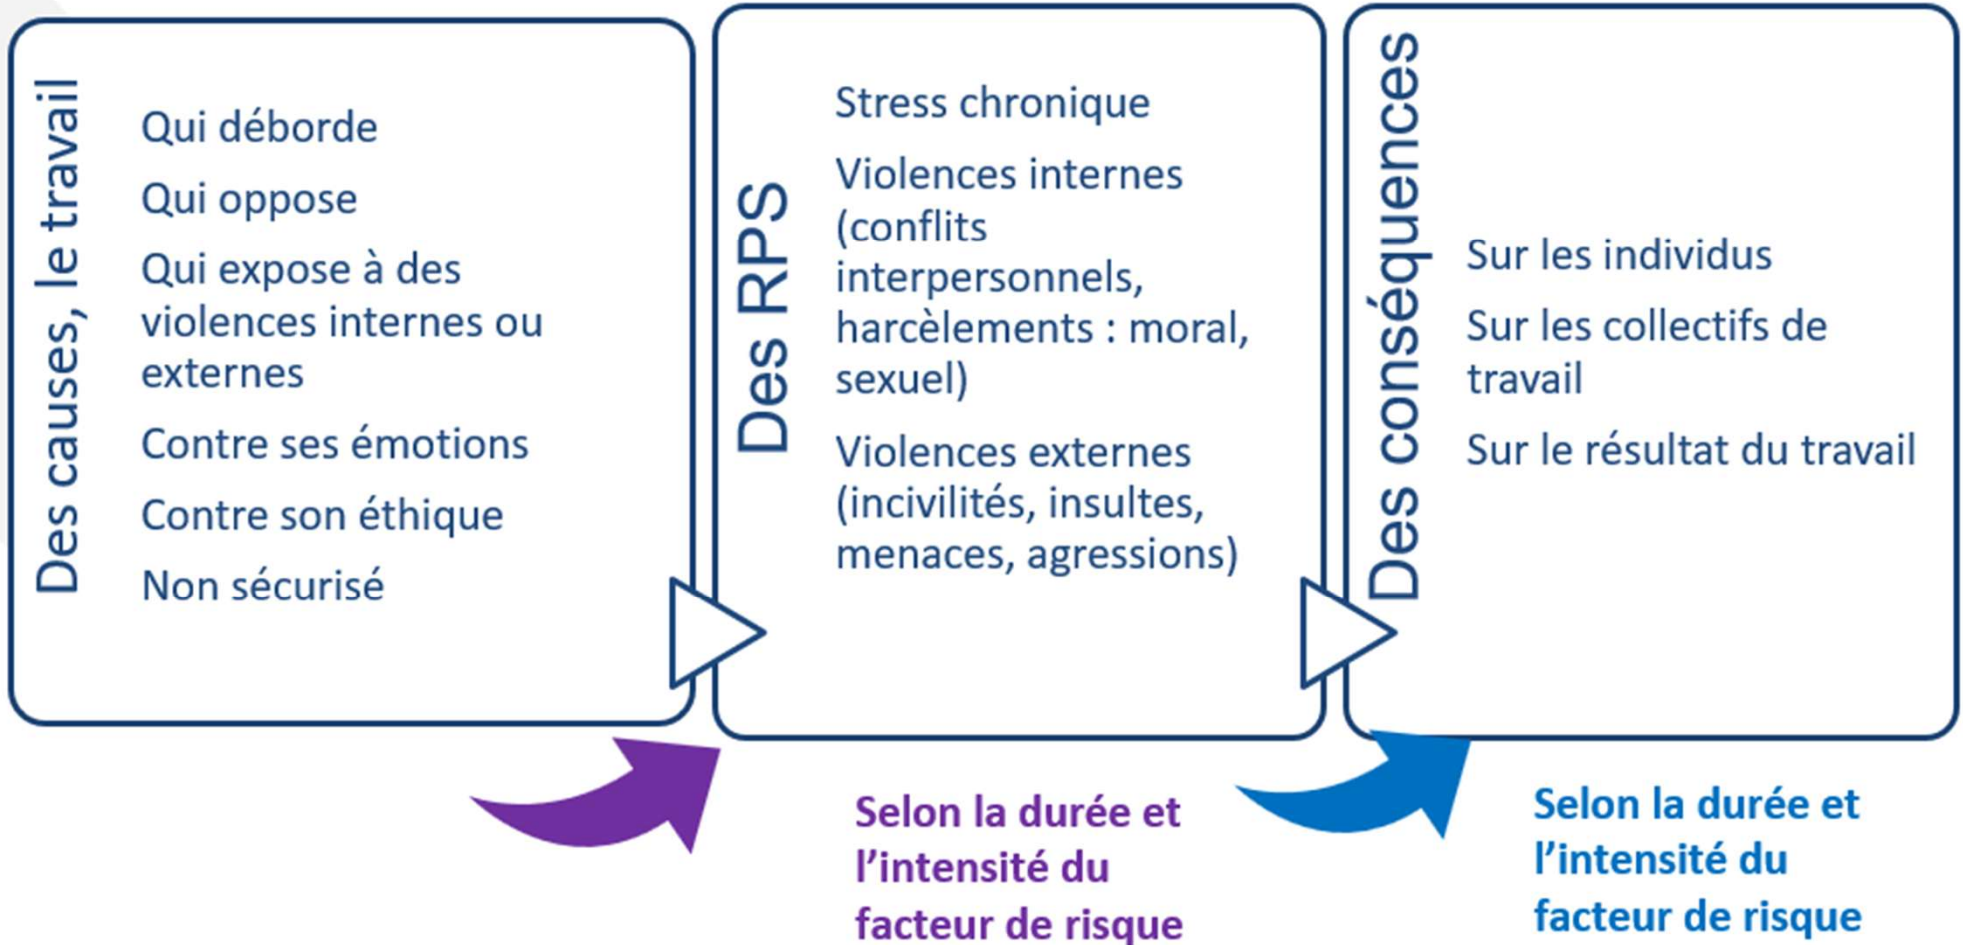 Des causes, le travail
Qui déborde
Qui oppose
Qui expose à des
violences internes ou
externes
Contre ses émotions
Contre son éthique
Non sécurisé
Des RPS
Stress chronique
Violences internes
(conflits
interpersonnels,
harcèlements : moral,
sexuel)
Violences externes
(incivilités, insultes,
menaces, agressions)
Des conséquences
Sur les individus
Sur les collectifs de
travail
Sur le résultat du travail
Selon la durée et
l’intensité du
facteur de risque
Selon la durée et
l’intensité du
facteur de risque